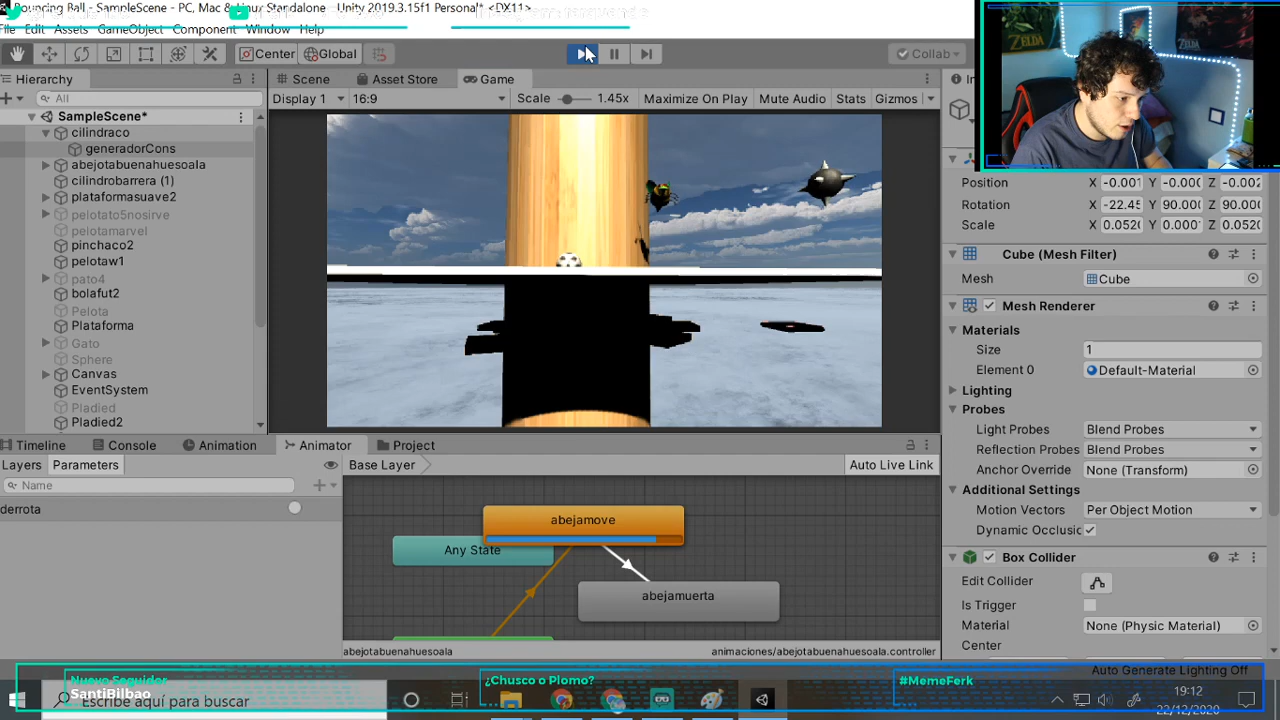 Bouncing Ball - SampleScene - PC, Mac & Linux Standalone - Unity 2019.3.15f1 Personal* <DX11>
File Edit Assets GameObject Component Window Help
Center Global Collab
Hierarchy Scene Asset Store Game
All Display 1 16:9 Scale 1.45x Maximize On Play Mute Audio Stats Gizmos
SampleScene*
cilindraco
generadorCons
abejotabuenahuesoala
cilindrobarrera (1)
plataformasuave2
pelotato5nosirve
pelotamarvel
pinchaco2
pelotaw1
pato4
bolafut2
Pelota
Plataforma
Gato
Sphere
Canvas
EventSystem
Pladied
Pladied2
ZELDA
ZELDA
Position X -0.001 Y -0.000 Z -0.002
Rotation X -22.45 Y 90.000 Z 90.000
Scale X 0.0520 Y 0.000 Z 0.0520
Cube (Mesh Filter)
Mesh Cube
Mesh Renderer
Materials
Size 1
Element 0 Default-Material
Lighting
Probes
Light Probes Blend Probes
Reflection Probes Blend Probes
Anchor Override None (Transform)
Additional Settings
Motion Vectors Per Object Motion
Dynamic Occlusic
Box Collider
Edit Collider
Is Trigger
Material None (Physic Material)
Center
Auto Generate Lighting Off
Timeline Console Animation Animator Project
Layers Parameters Base Layer Auto Live Link
Name
derrota
abejamove
Any State
abejamuerta
abejotabuenahuesoala animaciones/abejotabuenahuesoala.controller
Nuevo Seguidor
SantiBilbao
Escribe aquí para buscar
¿Chusco o Plomo?
#MemeFork
19:12
22/12/2020